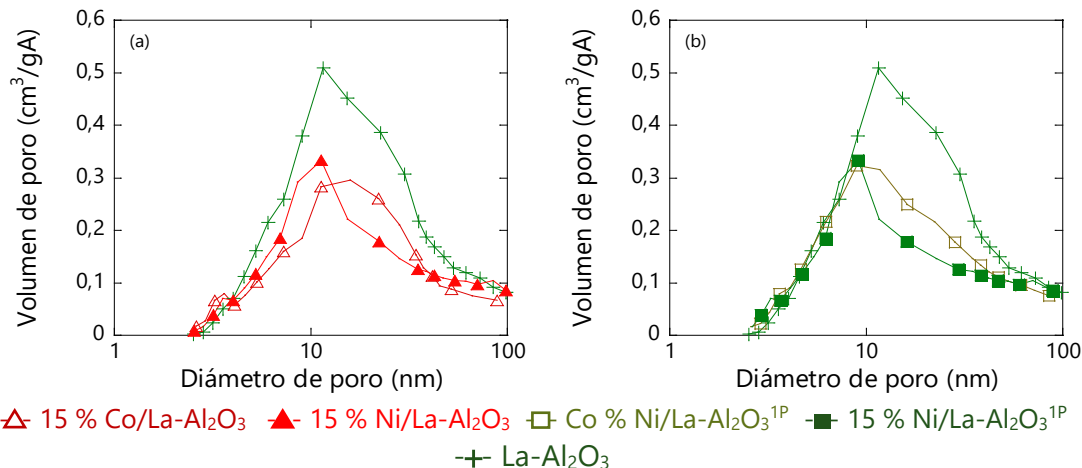 (a)
0,6
0,5
0,4
0,3
0,2
0,1
0
Volumen de poro (cm³/gA)
1 10 100
Diámetro de poro (nm)
(b)
0,6
0,5
0,4
0,3
0,2
0,1
0
Volumen de poro (cm³/gA)
1 10 100
Diámetro de poro (nm)
15 % Co/La-Al₂O₃ 15 % Ni/La-Al₂O₃ Co % Ni/La-Al₂O₃¹ᴾ 15 % Ni/La-Al₂O₃¹ᴾ
La-Al₂O₃